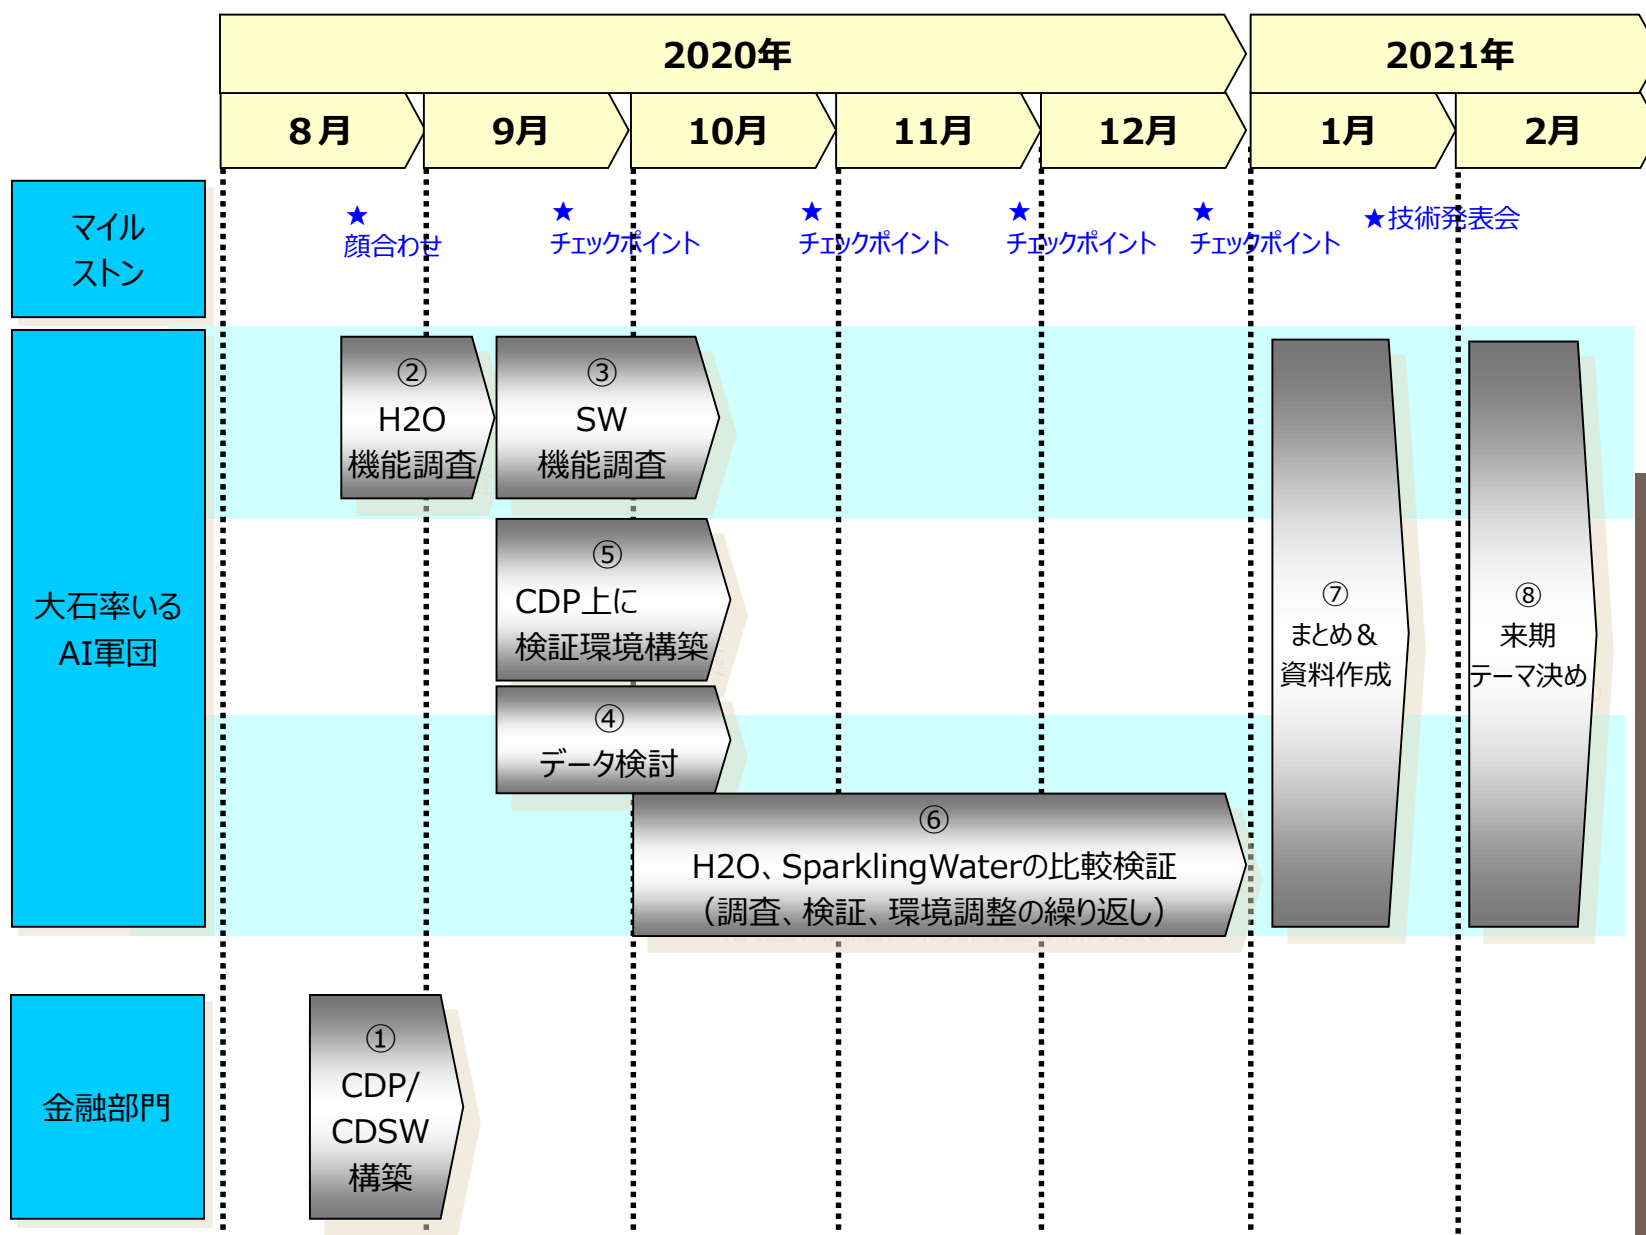 2020年
2021年
８月
9月
10月
11月
12月
1月
2月
マイル
ストン
★
顔合わせ
★
チェックポイント
★
チェックポイント
★
チェックポイント
★
チェックポイント
★技術発表会
大石率いる
AI軍団
②
H2O
機能調査
③
SW
機能調査
⑤
CDP上に
検証環境構築
④
データ検討
⑥
H2O、SparklingWaterの比較検証
（調査、検証、環境調整の繰り返し）
⑦
まとめ＆
資料作成
⑧
来期
テーマ決め
金融部門
①
CDP/
CDSW
構築